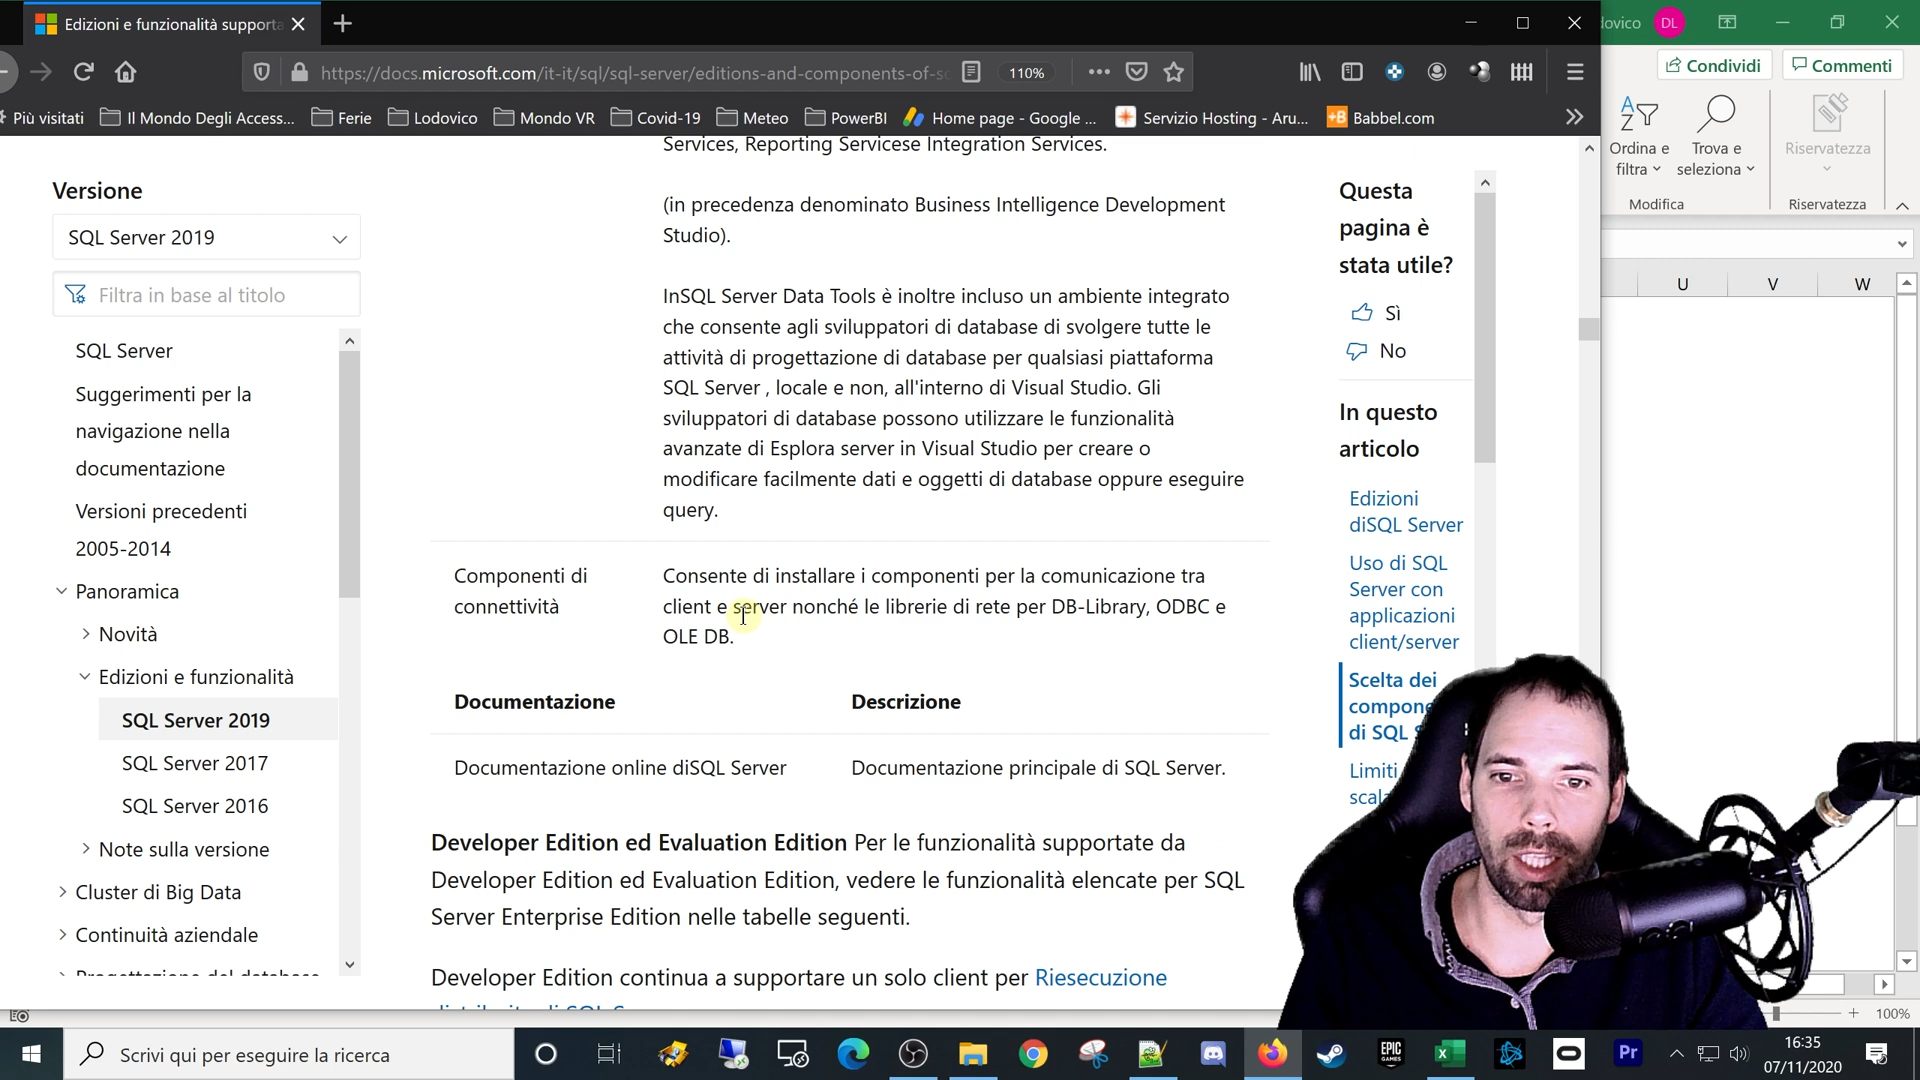 Edizioni e funzionalità supporta
ovico
DL
https://docs.microsoft.com/it-it/sql/sql-server/editions-and-components-of-s
110%
Condividi
Commenti
Più visitati
Il Mondo Degli Access...
Ferie
Lodovico
Mondo VR
Covid-19
Meteo
PowerBI
Home page - Google ...
Servizio Hosting - Aru...
Babbel.com
Ordina e
filtra
Trova e
seleziona
Riservatezza
Modifica
Riservatezza
U
V
W
Versione
SQL Server 2019
Filtra in base al titolo
SQL Server
Suggerimenti per la
navigazione nella
documentazione
Versioni precedenti
2005-2014
Panoramica
Novità
Edizioni e funzionalità
SQL Server 2019
SQL Server 2017
SQL Server 2016
Note sulla versione
Cluster di Big Data
Continuità aziendale
Progettazione del database
Services, Reporting Servicese Integration Services.
(in precedenza denominato Business Intelligence Development
Studio).
InSQL Server Data Tools è inoltre incluso un ambiente integrato
che consente agli sviluppatori di database di svolgere tutte le
attività di progettazione di database per qualsiasi piattaforma
SQL Server , locale e non, all'interno di Visual Studio. Gli
sviluppatori di database possono utilizzare le funzionalità
avanzate di Esplora server in Visual Studio per creare o
modificare facilmente dati e oggetti di database oppure eseguire
query.
Componenti di
connettività
Consente di installare i componenti per la comunicazione tra
client e server nonché le librerie di rete per DB-Library, ODBC e
OLE DB.
Documentazione
Descrizione
Documentazione online diSQL Server
Documentazione principale di SQL Server.
Developer Edition ed Evaluation Edition Per le funzionalità supportate da
Developer Edition ed Evaluation Edition, vedere le funzionalità elencate per SQL
Server Enterprise Edition nelle tabelle seguenti.
Developer Edition continua a supportare un solo client per Riesecuzione
Questa
pagina è
stata utile?
Sì
No
In questo
articolo
Edizioni
diSQL Server
Uso di SQL
Server con
applicazioni
client/server
Scelta dei
compone
di SQL S
Limiti
scala
100%
Scrivi qui per eseguire la ricerca
EPIC
GAMES
Pr
16:35
07/11/2020